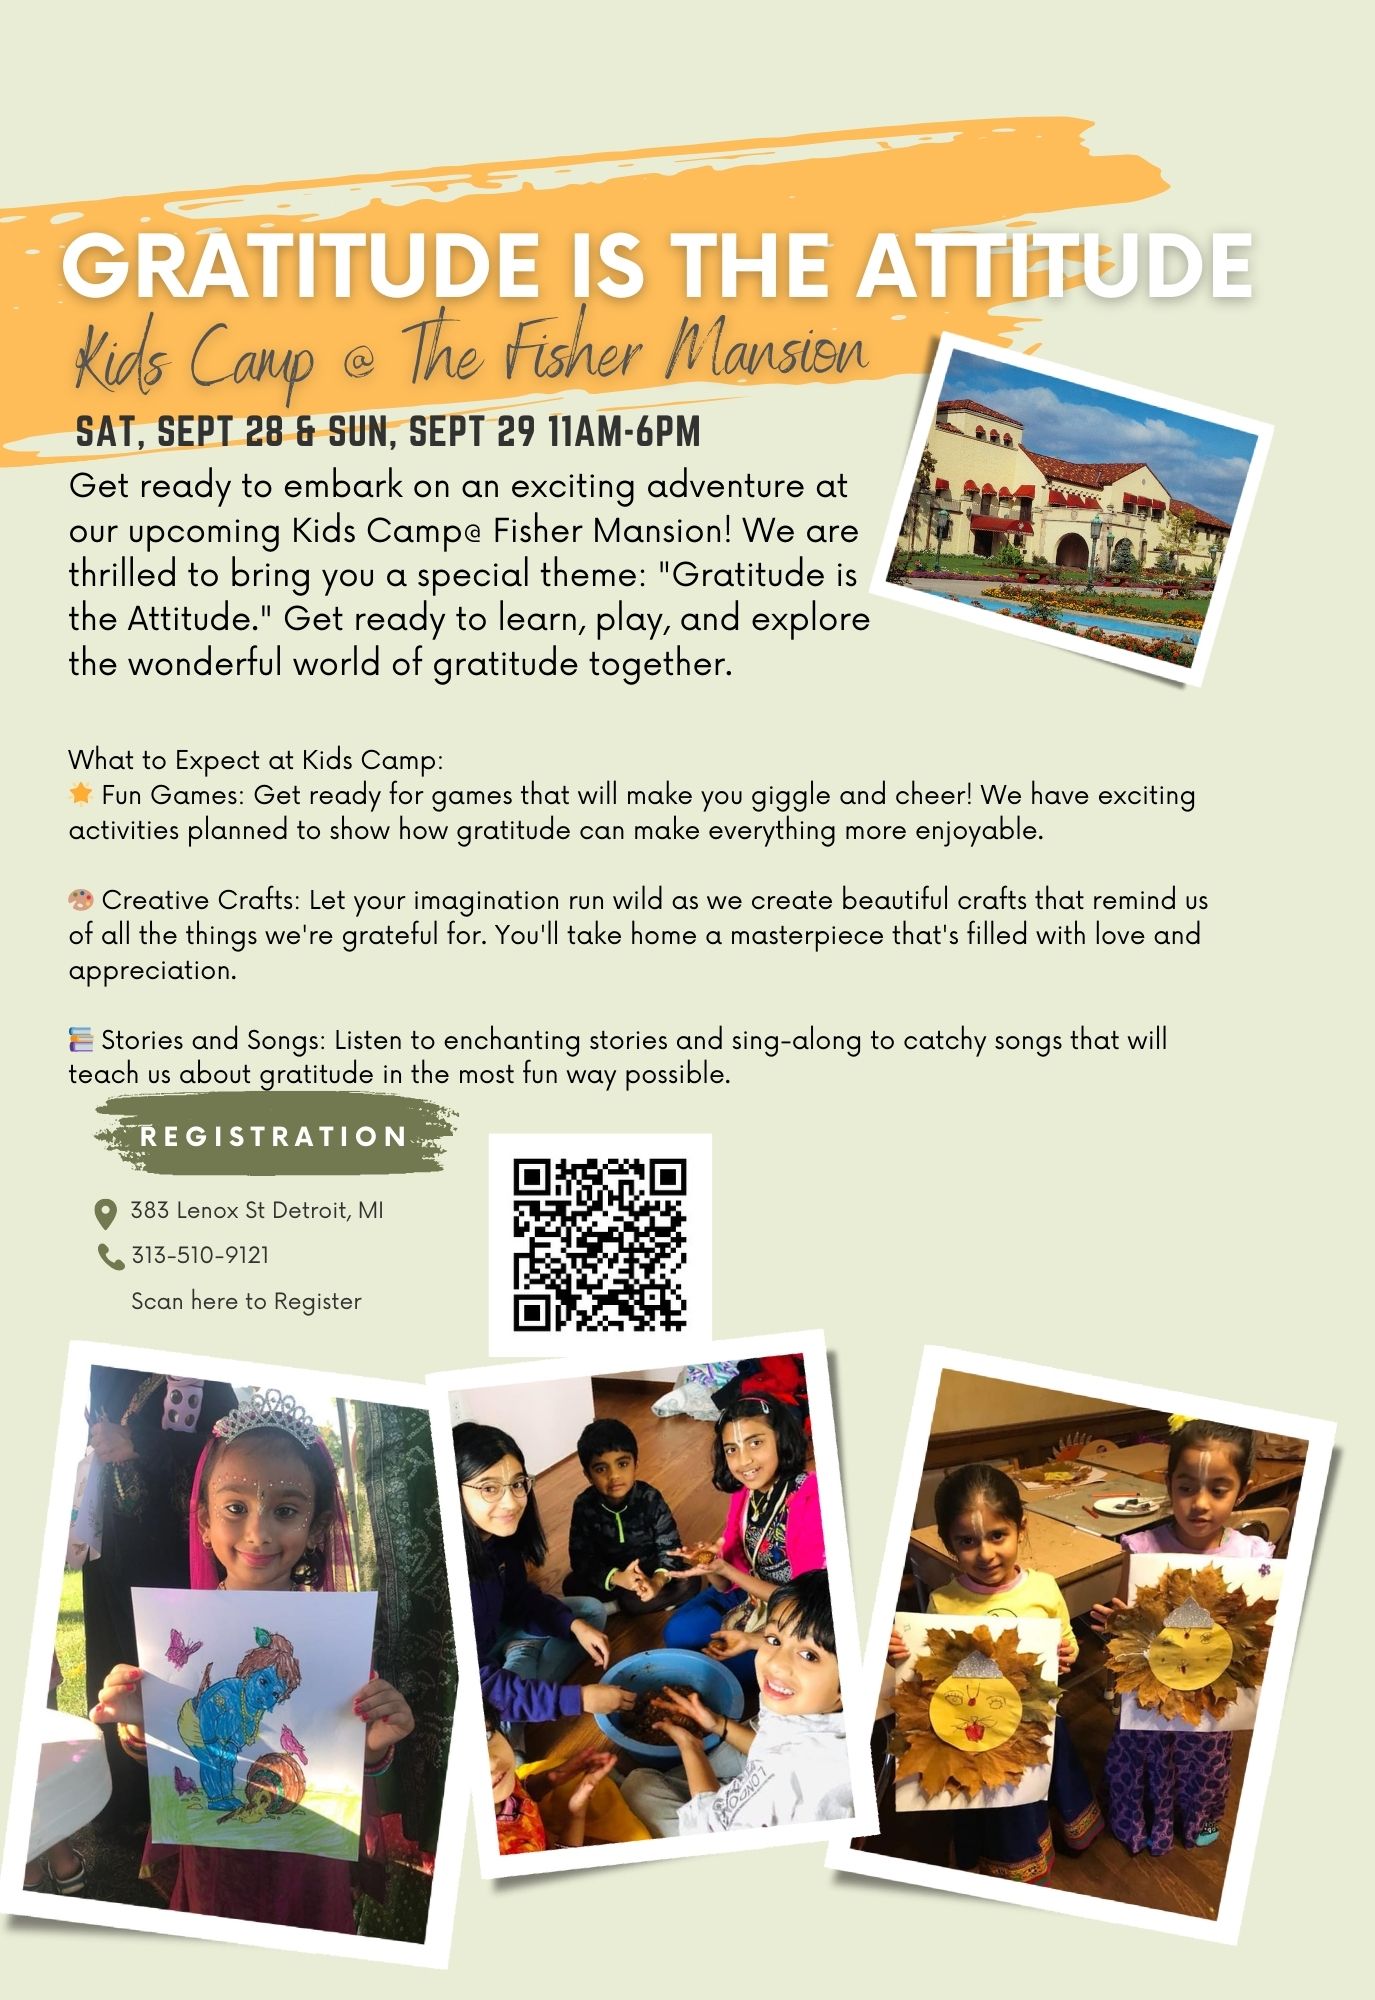 GRATITUDE IS THE ATTITUDE
Kids Camp @ The Fisher Mansion
SAT, SEPT 28 & SUN, SEPT 29 11AM-6PM
Get ready to embark on an exciting adventure at
our upcoming Kids Camp@ Fisher Mansion! We are
thrilled to bring you a special theme: "Gratitude is
the Attitude." Get ready to learn, play, and explore
the wonderful world of gratitude together.
What to Expect at Kids Camp:
🌟 Fun Games: Get ready for games that will make you giggle and cheer! We have exciting
activities planned to show how gratitude can make everything more enjoyable.
🎨 Creative Crafts: Let your imagination run wild as we create beautiful crafts that remind us
of all the things we're grateful for. You'll take home a masterpiece that's filled with love and
appreciation.
📚 Stories and Songs: Listen to enchanting stories and sing-along to catchy songs that will
teach us about gratitude in the most fun way possible.
REGISTRATION
383 Lenox St Detroit, MI
313-510-9121
Scan here to Register
LONDON